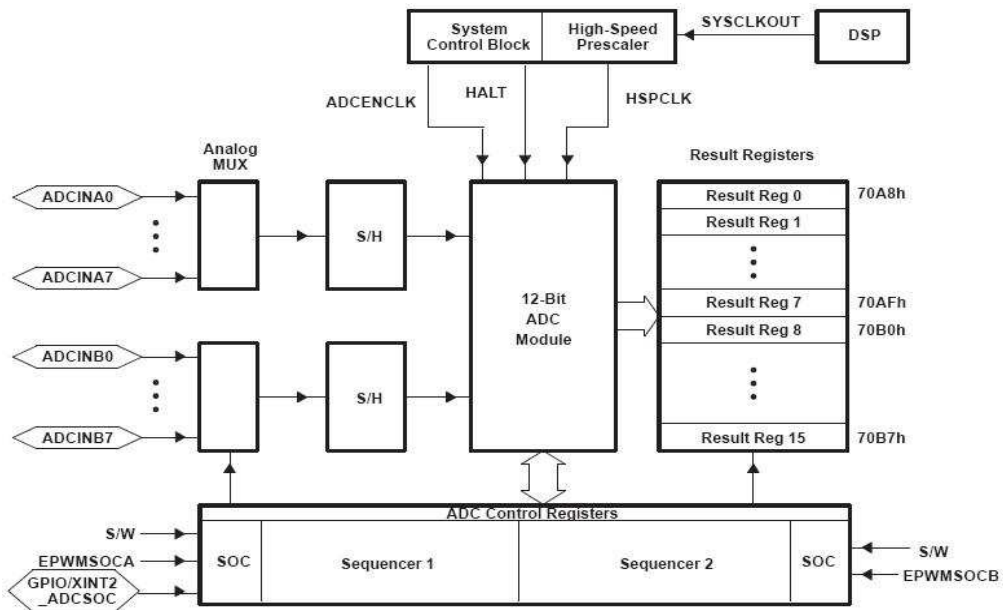 System
Control Block
High-Speed
Prescaler
SYSCLKOUT
DSP
ADCENCLK
HALT
HSPCLK
Analog
MUX
Result Registers
ADCINA0
ADCINA7
S/H
12-Bit
ADC
Module
Result Reg 0
70A8h
Result Reg 1
Result Reg 7
70AFh
Result Reg 8
70B0h
Result Reg 15
70B7h
ADCINB0
ADCINB7
S/H
ADC Control Registers
S/W
EPWMSOCA
GPIO/XINT2
_ADCSOC
SOC
Sequencer 1
Sequencer 2
SOC
S/W
EPWMSOCB